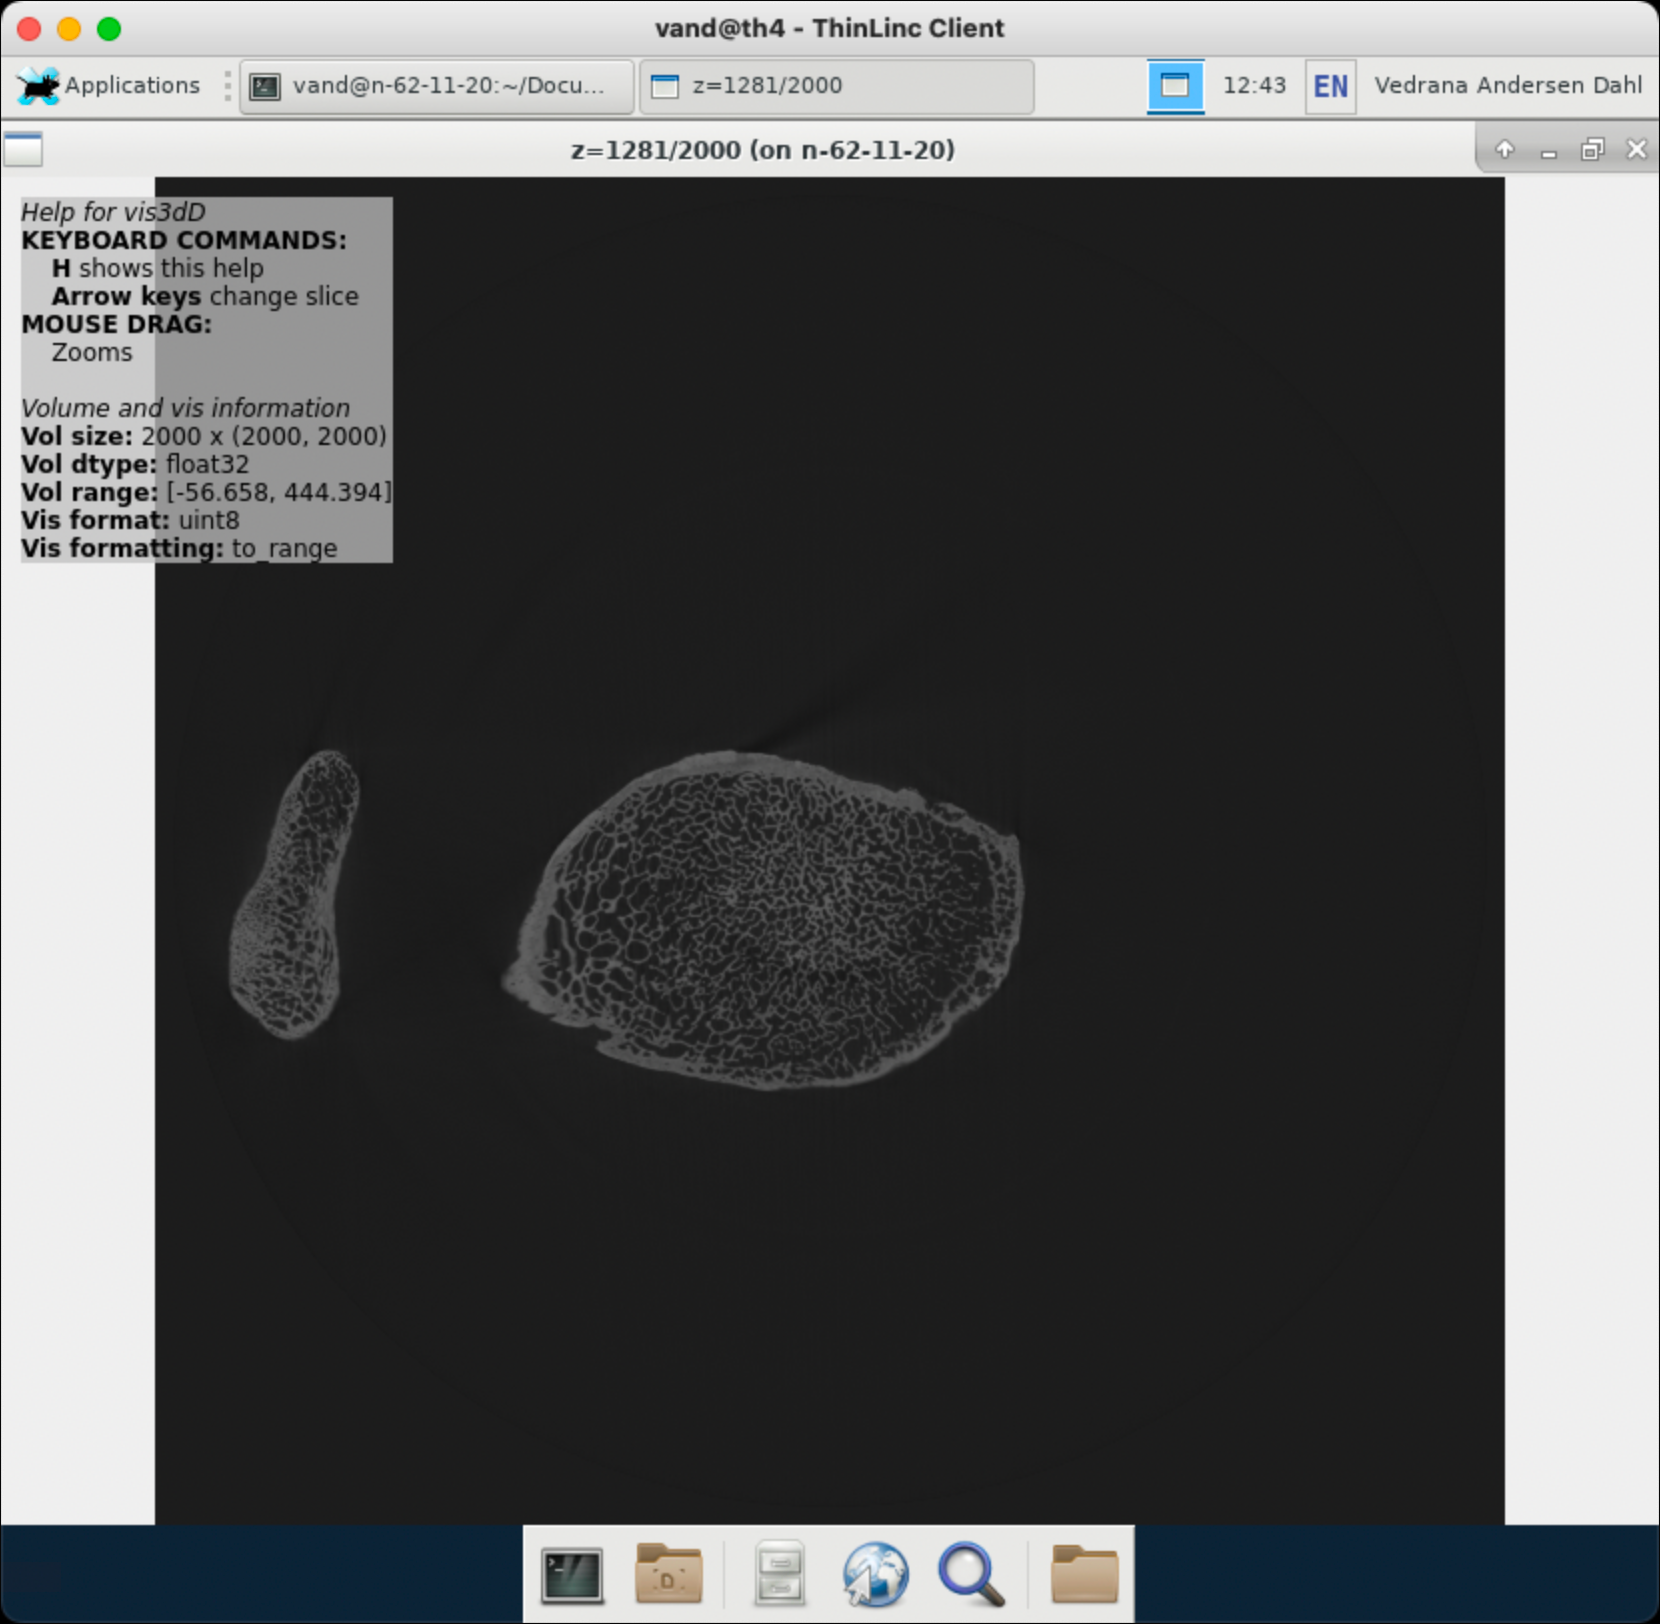 vand@th4 - ThinLinc Client
Applications
vand@n-62-11-20:~/Docu...
z=1281/2000
12:43
EN
Vedrana Andersen Dahl
z=1281/2000 (on n-62-11-20)
Help for vis3dD
KEYBOARD COMMANDS:
H shows this help
Arrow keys change slice
MOUSE DRAG:
Zooms
Volume and vis information
Vol size: 2000 x (2000, 2000)
Vol dtype: float32
Vol range: [-56.658, 444.394]
Vis format: uint8
Vis formatting: to_range
D